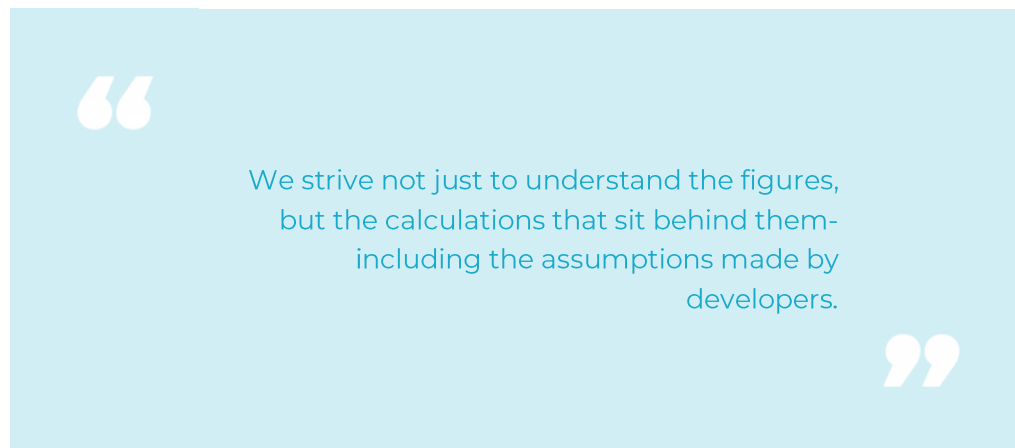 “
We strive not just to understand the figures,
but the calculations that sit behind them-
including the assumptions made by
developers.
”